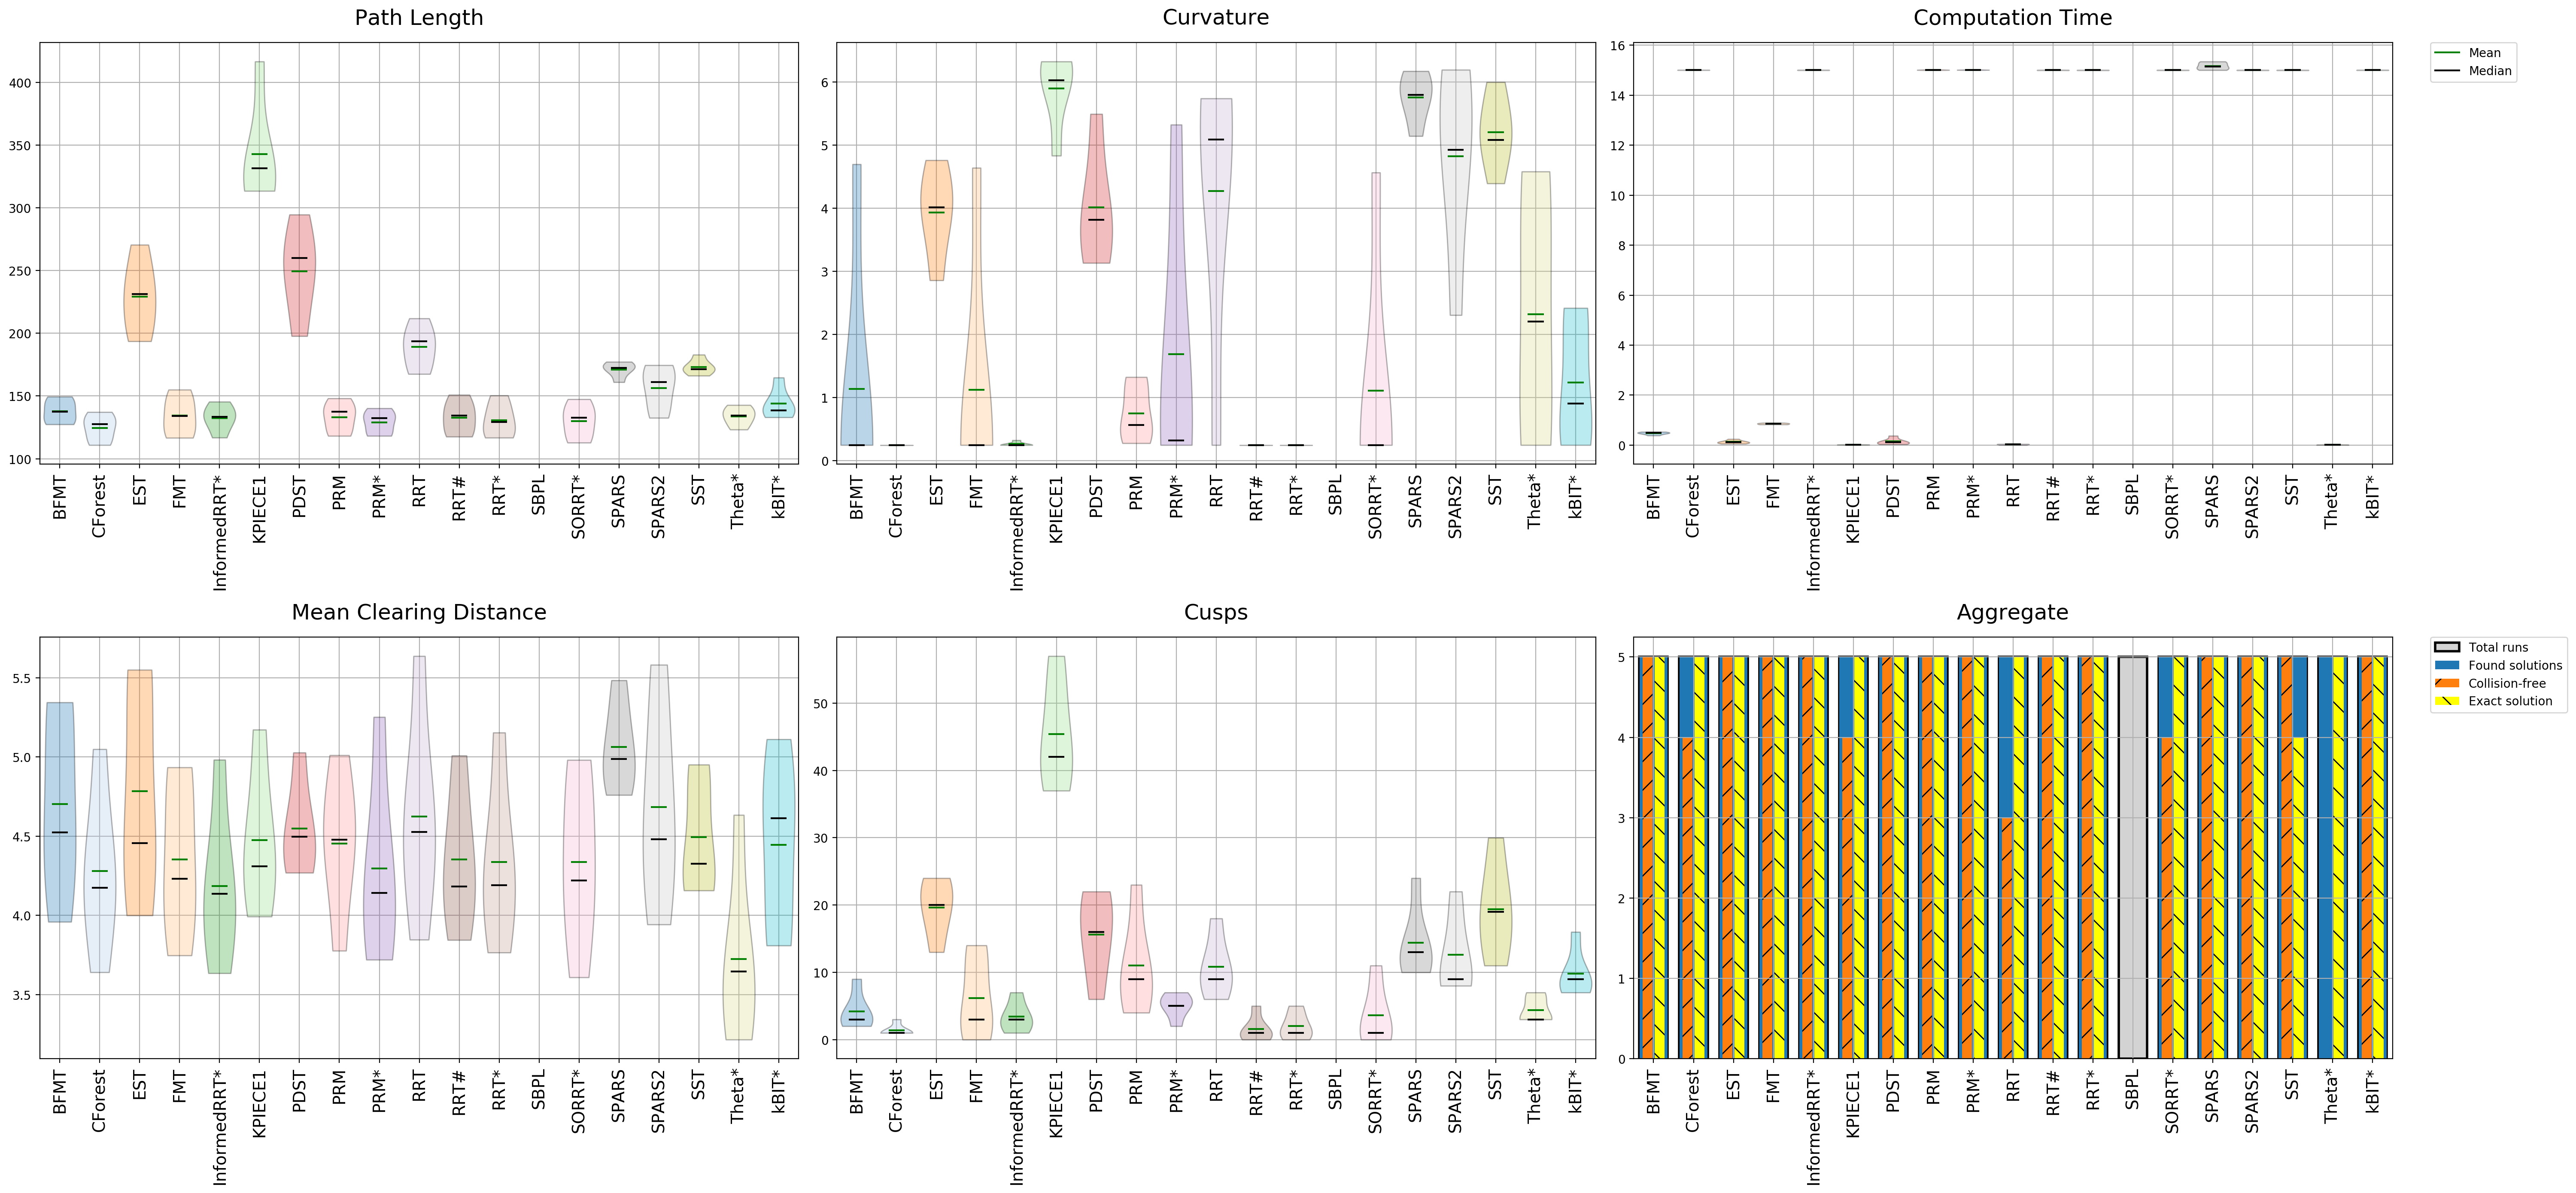 Path Length
400
350
300
250
200
150
100
BFMT
CForest
EST
FMT
InformedRRT*
KPIECE1
PDST
PRM
PRM*
RRT
RRT#
RRT*
SBPL
SORRT*
SPARS
SPARS2
SST
Theta*
kBIT*
Curvature
6
5
4
3
2
1
0
BFMT
CForest
EST
FMT
InformedRRT*
KPIECE1
PDST
PRM
PRM*
RRT
RRT#
RRT*
SBPL
SORRT*
SPARS
SPARS2
SST
Theta*
kBIT*
Computation Time
16
14
12
10
8
6
4
2
0
BFMT
CForest
EST
FMT
InformedRRT*
KPIECE1
PDST
PRM
PRM*
RRT
RRT#
RRT*
SBPL
SORRT*
SPARS
SPARS2
SST
Theta*
kBIT*
Mean
Median
Mean Clearing Distance
5.5
5.0
4.5
4.0
3.5
BFMT
CForest
EST
FMT
InformedRRT*
KPIECE1
PDST
PRM
PRM*
RRT
RRT#
RRT*
SBPL
SORRT*
SPARS
SPARS2
SST
Theta*
kBIT*
Cusps
50
40
30
20
10
0
BFMT
CForest
EST
FMT
InformedRRT*
KPIECE1
PDST
PRM
PRM*
RRT
RRT#
RRT*
SBPL
SORRT*
SPARS
SPARS2
SST
Theta*
kBIT*
Aggregate
5
4
3
2
1
0
BFMT
CForest
EST
FMT
InformedRRT*
KPIECE1
PDST
PRM
PRM*
RRT
RRT#
RRT*
SBPL
SORRT*
SPARS
SPARS2
SST
Theta*
kBIT*
Total runs
Found solutions
Collision-free
Exact solution